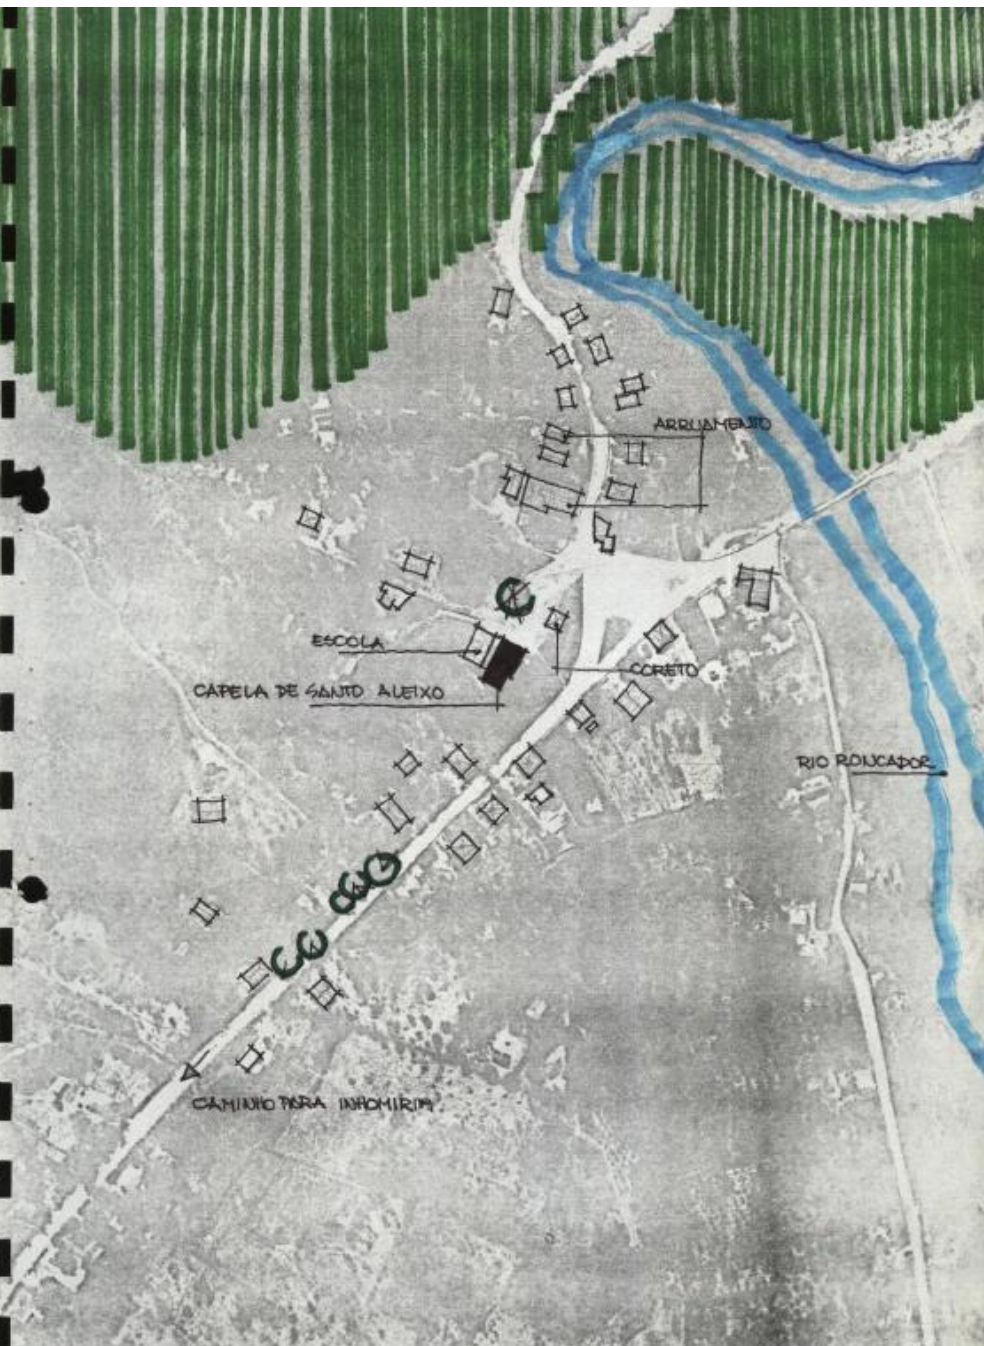 ARRUAMENTO
ESCOLA
CORETO
CAPELA DE SANTO ALEIXO
RIO RONCADOR
CAMINHO PARA INHOMIRIM